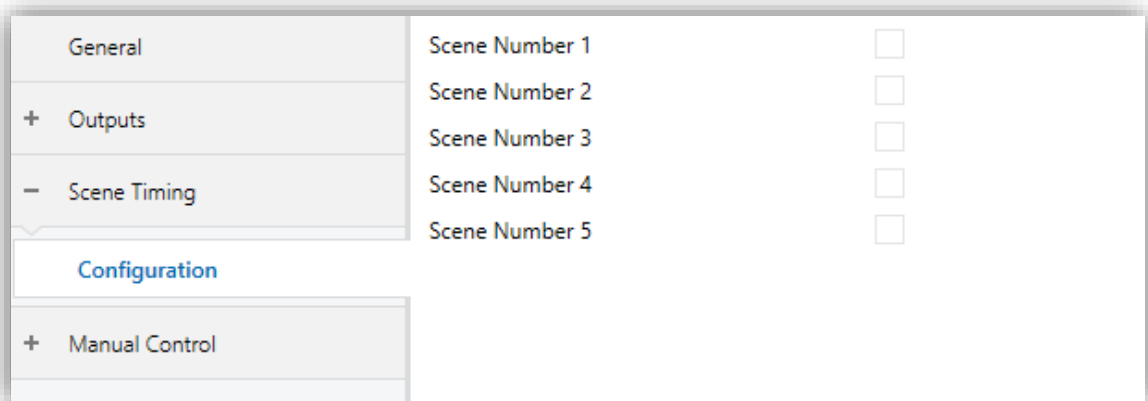 General
Outputs
Scene Timing
Configuration
Manual Control
Scene Number 1
Scene Number 2
Scene Number 3
Scene Number 4
Scene Number 5